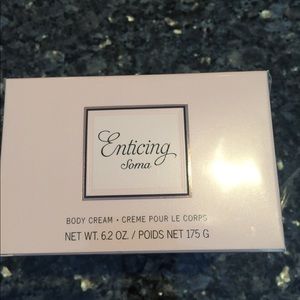 Enticing
Soma
BODY CREAM • CRÈME POUR LE CORPS
NET WT. 6.2 OZ. / POIDS NET 175 G